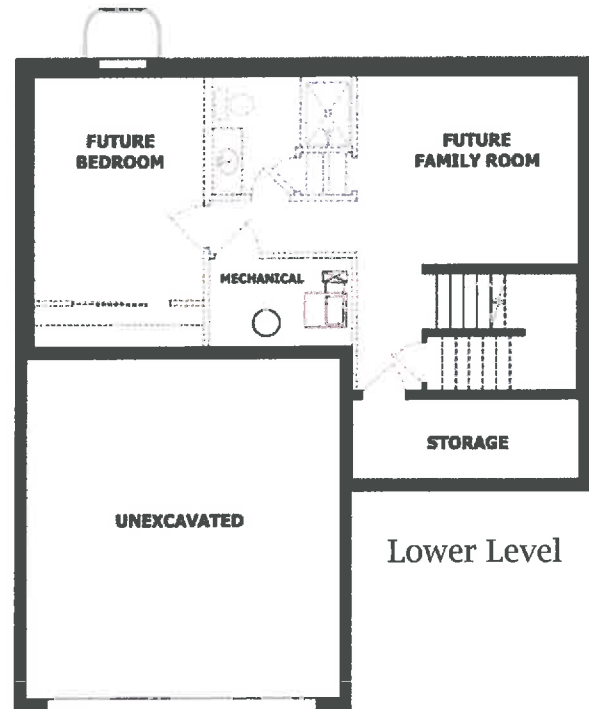 FUTURE
BEDROOM
FUTURE
FAMILY ROOM
MECHANICAL
STORAGE
UNEXCAVATED
Lower Level